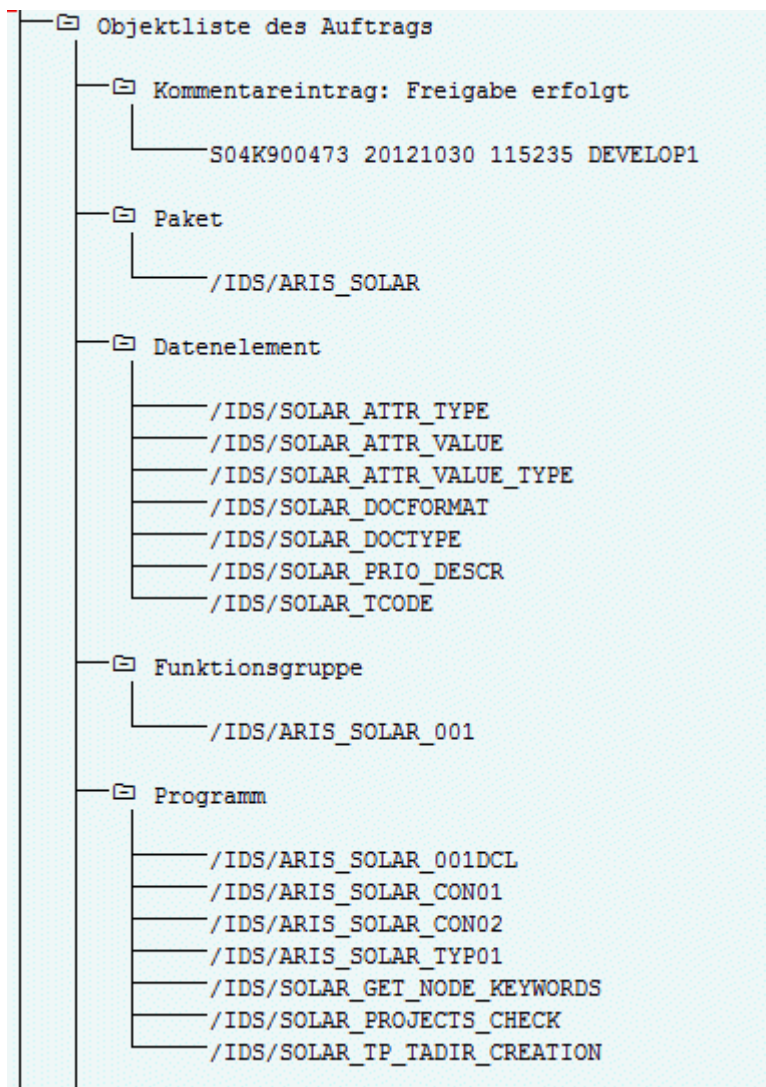 Objektliste des Auftrags
Kommentareintrag: Freigabe erfolgt
S04K900473 20121030 115235 DEVELOP1
Paket
/IDS/ARIS_SOLAR
Datenelement
/IDS/SOLAR_ATTR_TYPE
/IDS/SOLAR_ATTR_VALUE
/IDS/SOLAR_ATTR_VALUE_TYPE
/IDS/SOLAR_DOCFORMAT
/IDS/SOLAR_DOCTYPE
/IDS/SOLAR_PRIO_DESCR
/IDS/SOLAR_TCODE
Funktionsgruppe
/IDS/ARIS_SOLAR_001
Programm
/IDS/ARIS_SOLAR_001DCL
/IDS/ARIS_SOLAR_CON01
/IDS/ARIS_SOLAR_CON02
/IDS/ARIS_SOLAR_TYP01
/IDS/SOLAR_GET_NODE_KEYWORDS
/IDS/SOLAR_PROJECTS_CHECK
/IDS/SOLAR_TP_TADIR_CREATION